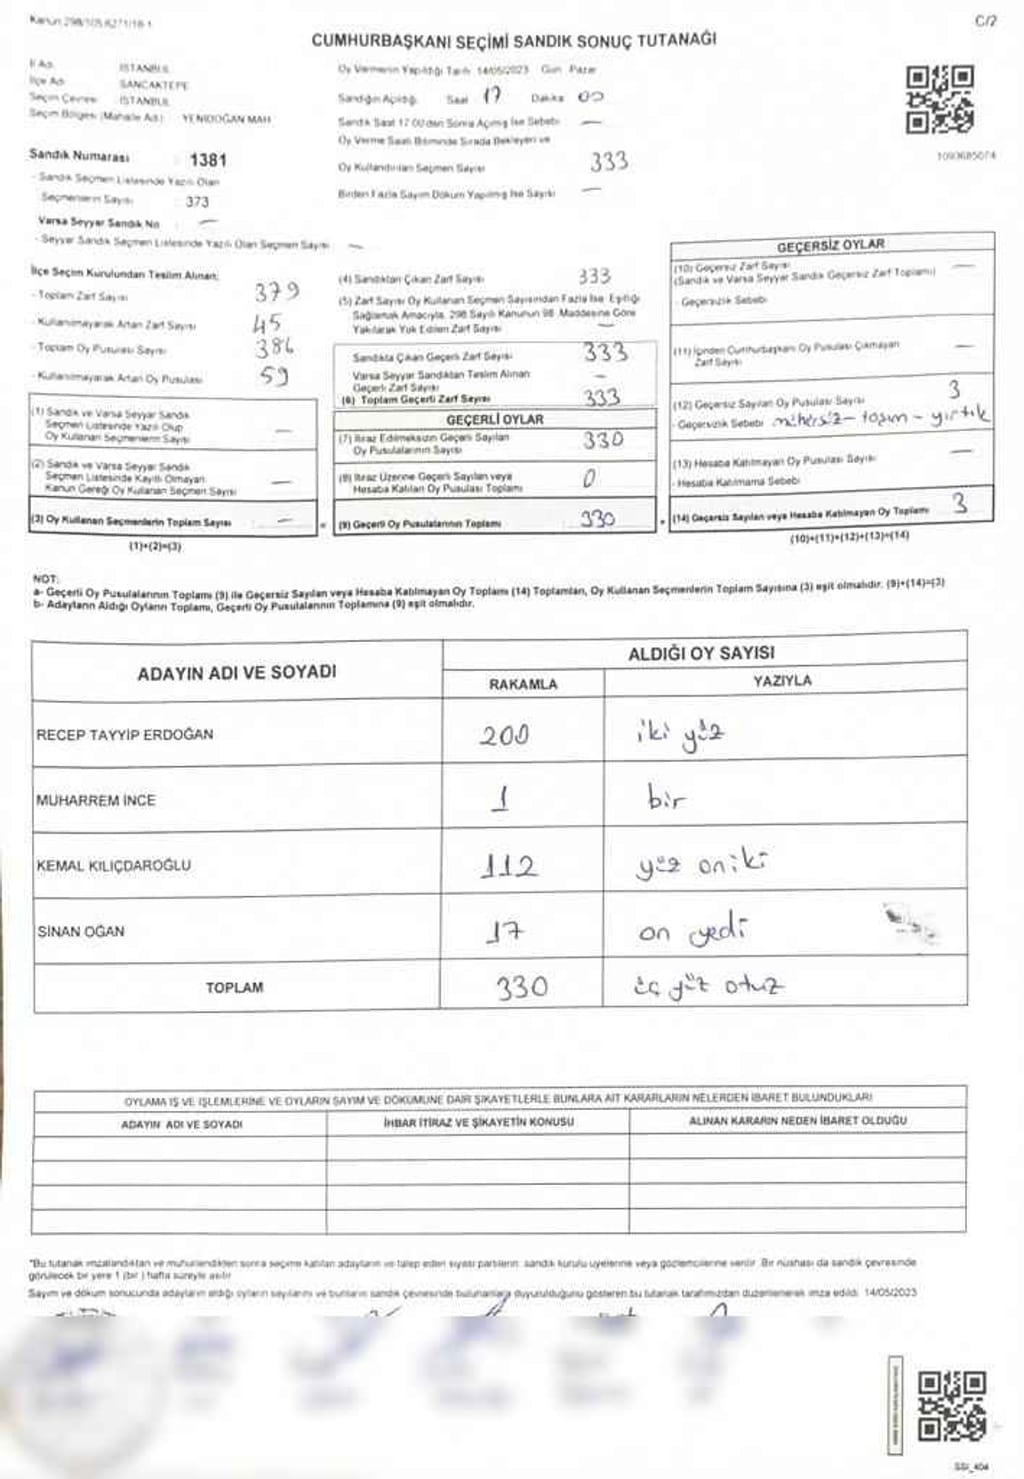 Kanun 298/105 6271/18-1
C/2
CUMHURBAŞKANI SEÇİMİ SANDIK SONUÇ TUTANAĞI
İl Adı İSTANBUL
İlçe Adı SANCAKTEPE
Seçim Çevresi İSTANBUL
Seçim Bölgesi (Mahalle Adı) YENİDOĞAN MAH
Sandık Numarası : 1381
- Sandık Seçmen Listesinde Yazılı Olan
Seçmenlerin Sayısı : 373
Varsa Seyyar Sandık No : —
- Seyyar Sandık Seçmen Listesinde Yazılı Olan Seçmen Sayısı —
Oy Vermenin Yapıldığı Tarih 14/05/2023 Gün Pazar
Sandığın Açıldığı Saat 17 Dakika 00
Sandık Saat 17.00'den Sonra Açılmış İse Sebebi —
Oy Verme Saati Bitiminde Sırada Bekleyen ve
Oy Kullandırılan Seçmen Sayısı 333
Birden Fazla Sayım Döküm Yapılmış İse Sayısı —
1090685074
İlçe Seçim Kurulundan Teslim Alınan;
- Toplam Zarf Sayısı 379
- Kullanılmayarak Artan Zarf Sayısı 45
- Toplam Oy Pusulası Sayısı 386
- Kullanılmayarak Artan Oy Pusulası 59
(1) Sandık ve Varsa Seyyar Sandık
Seçmen Listesinde Yazılı Olup
Oy Kullanan Seçmenlerin Sayısı —
(2) Sandık ve Varsa Seyyar Sandık
Seçmen Listesinde Kayıtlı Olmayan
Kanun Gereği Oy Kullanan Seçmen Sayısı —
(3) Oy Kullanan Seçmenlerin Toplam Sayısı —
(1)+(2)=(3)
(4) Sandıktan Çıkan Zarf Sayısı 333
(5) Zarf Sayısı Oy Kullanan Seçmen Sayısından Fazla İse Eşitliği
Sağlamak Amacıyla, 298 Sayılı Kanunun 98. Maddesine Göre
Yakılarak Yok Edilen Zarf Sayısı —
Sandıkta Çıkan Geçerli Zarf Sayısı 333
Varsa Seyyar Sandıktan Teslim Alınan
Geçerli Zarf Sayısı —
(6) Toplam Geçerli Zarf Sayısı 333
GEÇERLİ OYLAR
(7) İtiraz Edilmeksizin Geçerli Sayılan
Oy Pusulalarının Sayısı 330
(8) İtiraz Üzerine Geçerli Sayılan veya
Hesaba Katılan Oy Pusulası Toplamı 0
(9) Geçerli Oy Pusulalarının Toplamı 330
GEÇERSİZ OYLAR
(10) Geçersiz Zarf Sayısı —
(Sandık ve Varsa Seyyar Sandık Geçersiz Zarf Toplamı)
- Geçersizlik Sebebi
(11) İçinden Cumhurbaşkanı Oy Pusulası Çıkmayan
Zarf Sayısı —
(12) Geçersiz Sayılan Oy Pusulası Sayısı 3
- Geçersizlik Sebebi mühersiz - taşım - yırtık
(13) Hesaba Katılmayan Oy Pusulası Sayısı —
- Hesaba Katılmama Sebebi
(14) Geçersiz Sayılan veya Hesaba Katılmayan Oy Toplamı 3
(10)+(11)+(12)+(13)=(14)
NOT:
a- Geçerli Oy Pusulalarının Toplamı (9) ile Geçersiz Sayılan veya Hesaba Katılmayan Oy Toplamı (14) Toplamları, Oy Kullanan Seçmenlerin Toplam Sayısına (3) eşit olmalıdır. (9)+(14)=(3)
b- Adayların Aldığı Oyların Toplamı, Geçerli Oy Pusulalarının Toplamına (9) eşit olmalıdır.
ADAYIN ADI VE SOYADI
ALDIĞI OY SAYISI
RAKAMLA YAZIYLA
RECEP TAYYİP ERDOĞAN 200 iki yüz
MUHARREM İNCE 1 bir
KEMAL KILIÇDAROĞLU 112 yüz oniki
SİNAN OĞAN 17 on yedi
TOPLAM 330 üç yüz otuz
OYLAMA İŞ VE İŞLEMLERİNE VE OYLARIN SAYIM VE DÖKÜMÜNE DAİR ŞİKAYETLERLE BUNLARA AİT KARARLARIN NELERDEN İBARET BULUNDUKLARI
ADAYIN ADI VE SOYADI İHBAR İTİRAZ VE ŞİKAYETİN KONUSU ALINAN KARARIN NEDEN İBARET OLDUĞU
*Bu tutanak imzalandıktan ve mühürlendikten sonra seçime katılan adayların ve talep eden siyasi partilerin sandık kurulu üyelerine veya gözlemcilerine verilir. Bir nüshası da sandık çevresinde
görülecek bir yere 1 (bir) hafta süreyle asılır
Sayım ve döküm sonucunda adayların aldığı oyların sayılarını ve bunların sandık çevresinde bulunanlara duyurulduğunu gösteren bu tutanak tarafımızdan düzenlenerek imza edildi. 14/05/2023
SSI_404